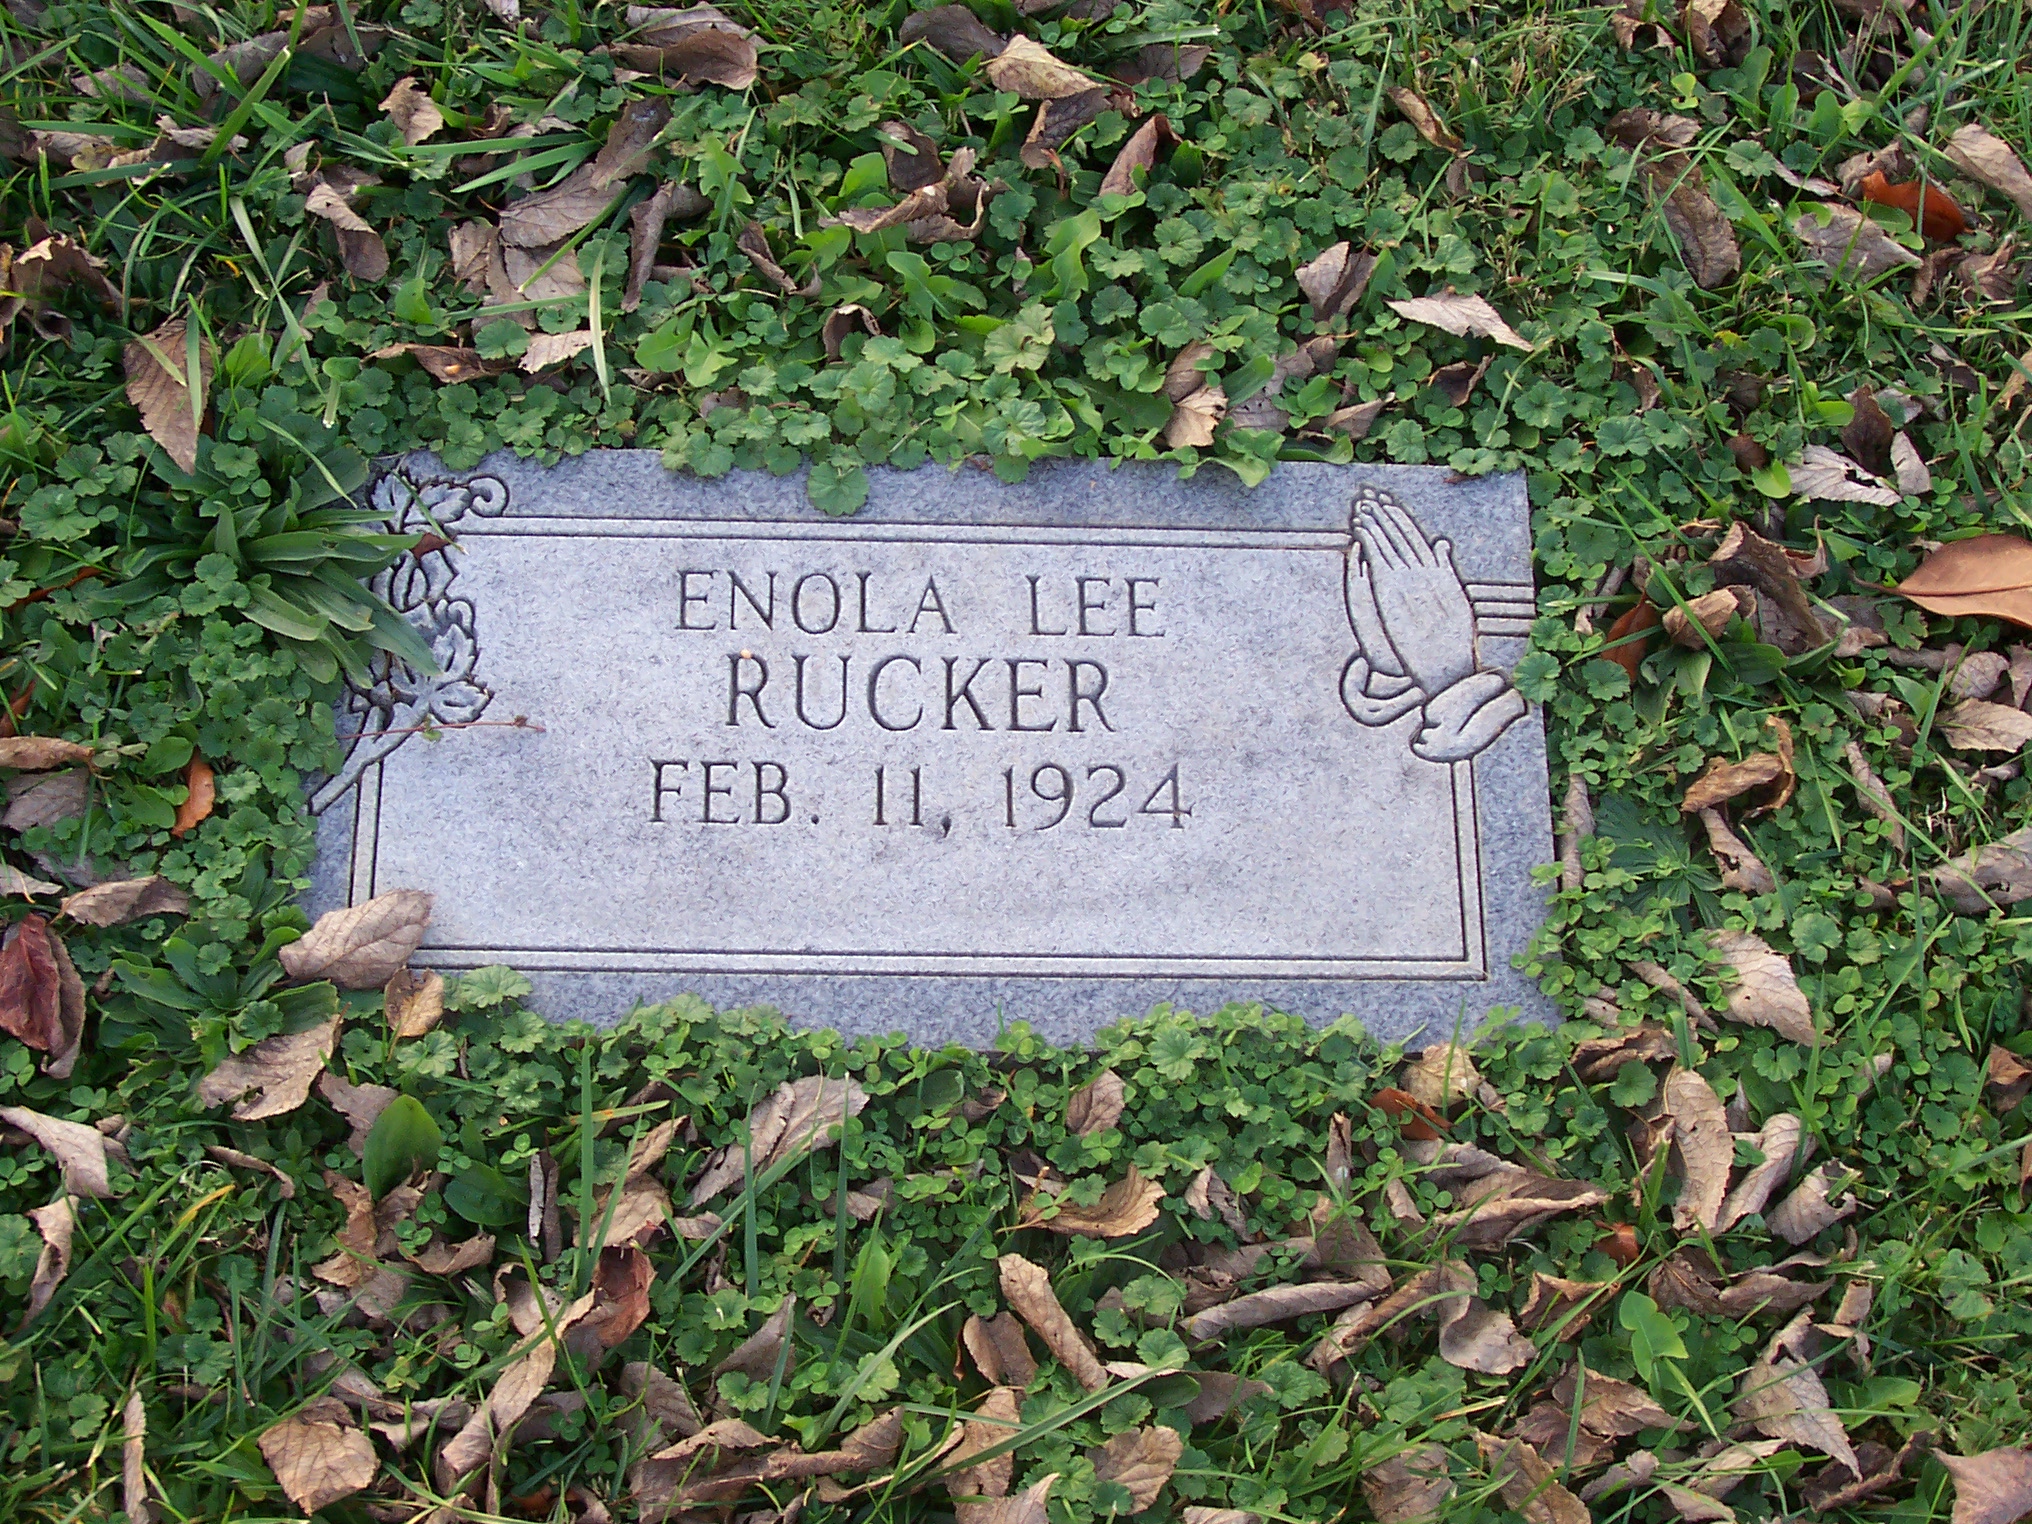 ENOLA LEE
RUCKER
FEB. 11, 1924